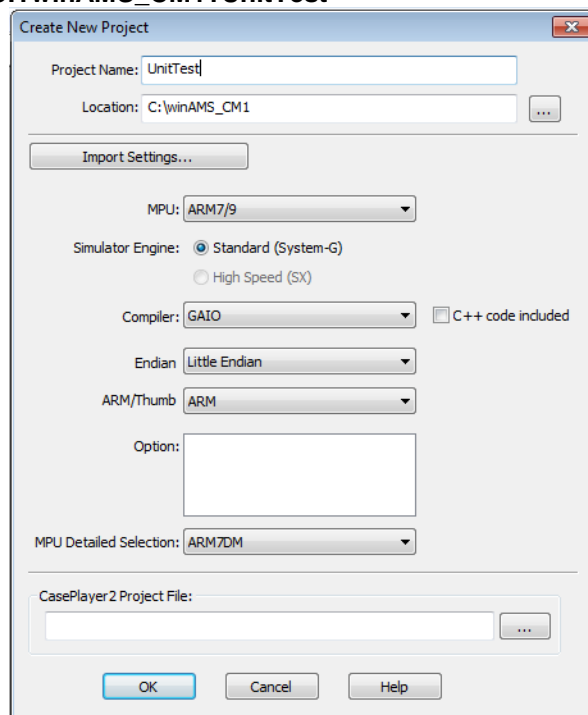 Create New Project
Project Name: UnitTest
Location: C:\winAMS_CM1
...
Import Settings...
MPU: ARM7/9
Simulator Engine: Standard (System-G)
High Speed (SX)
Compiler: GAIO
C++ code included
Endian Little Endian
ARM/Thumb ARM
Option:
MPU Detailed Selection: ARM7DM
CasePlayer2 Project File:
...
OK Cancel Help